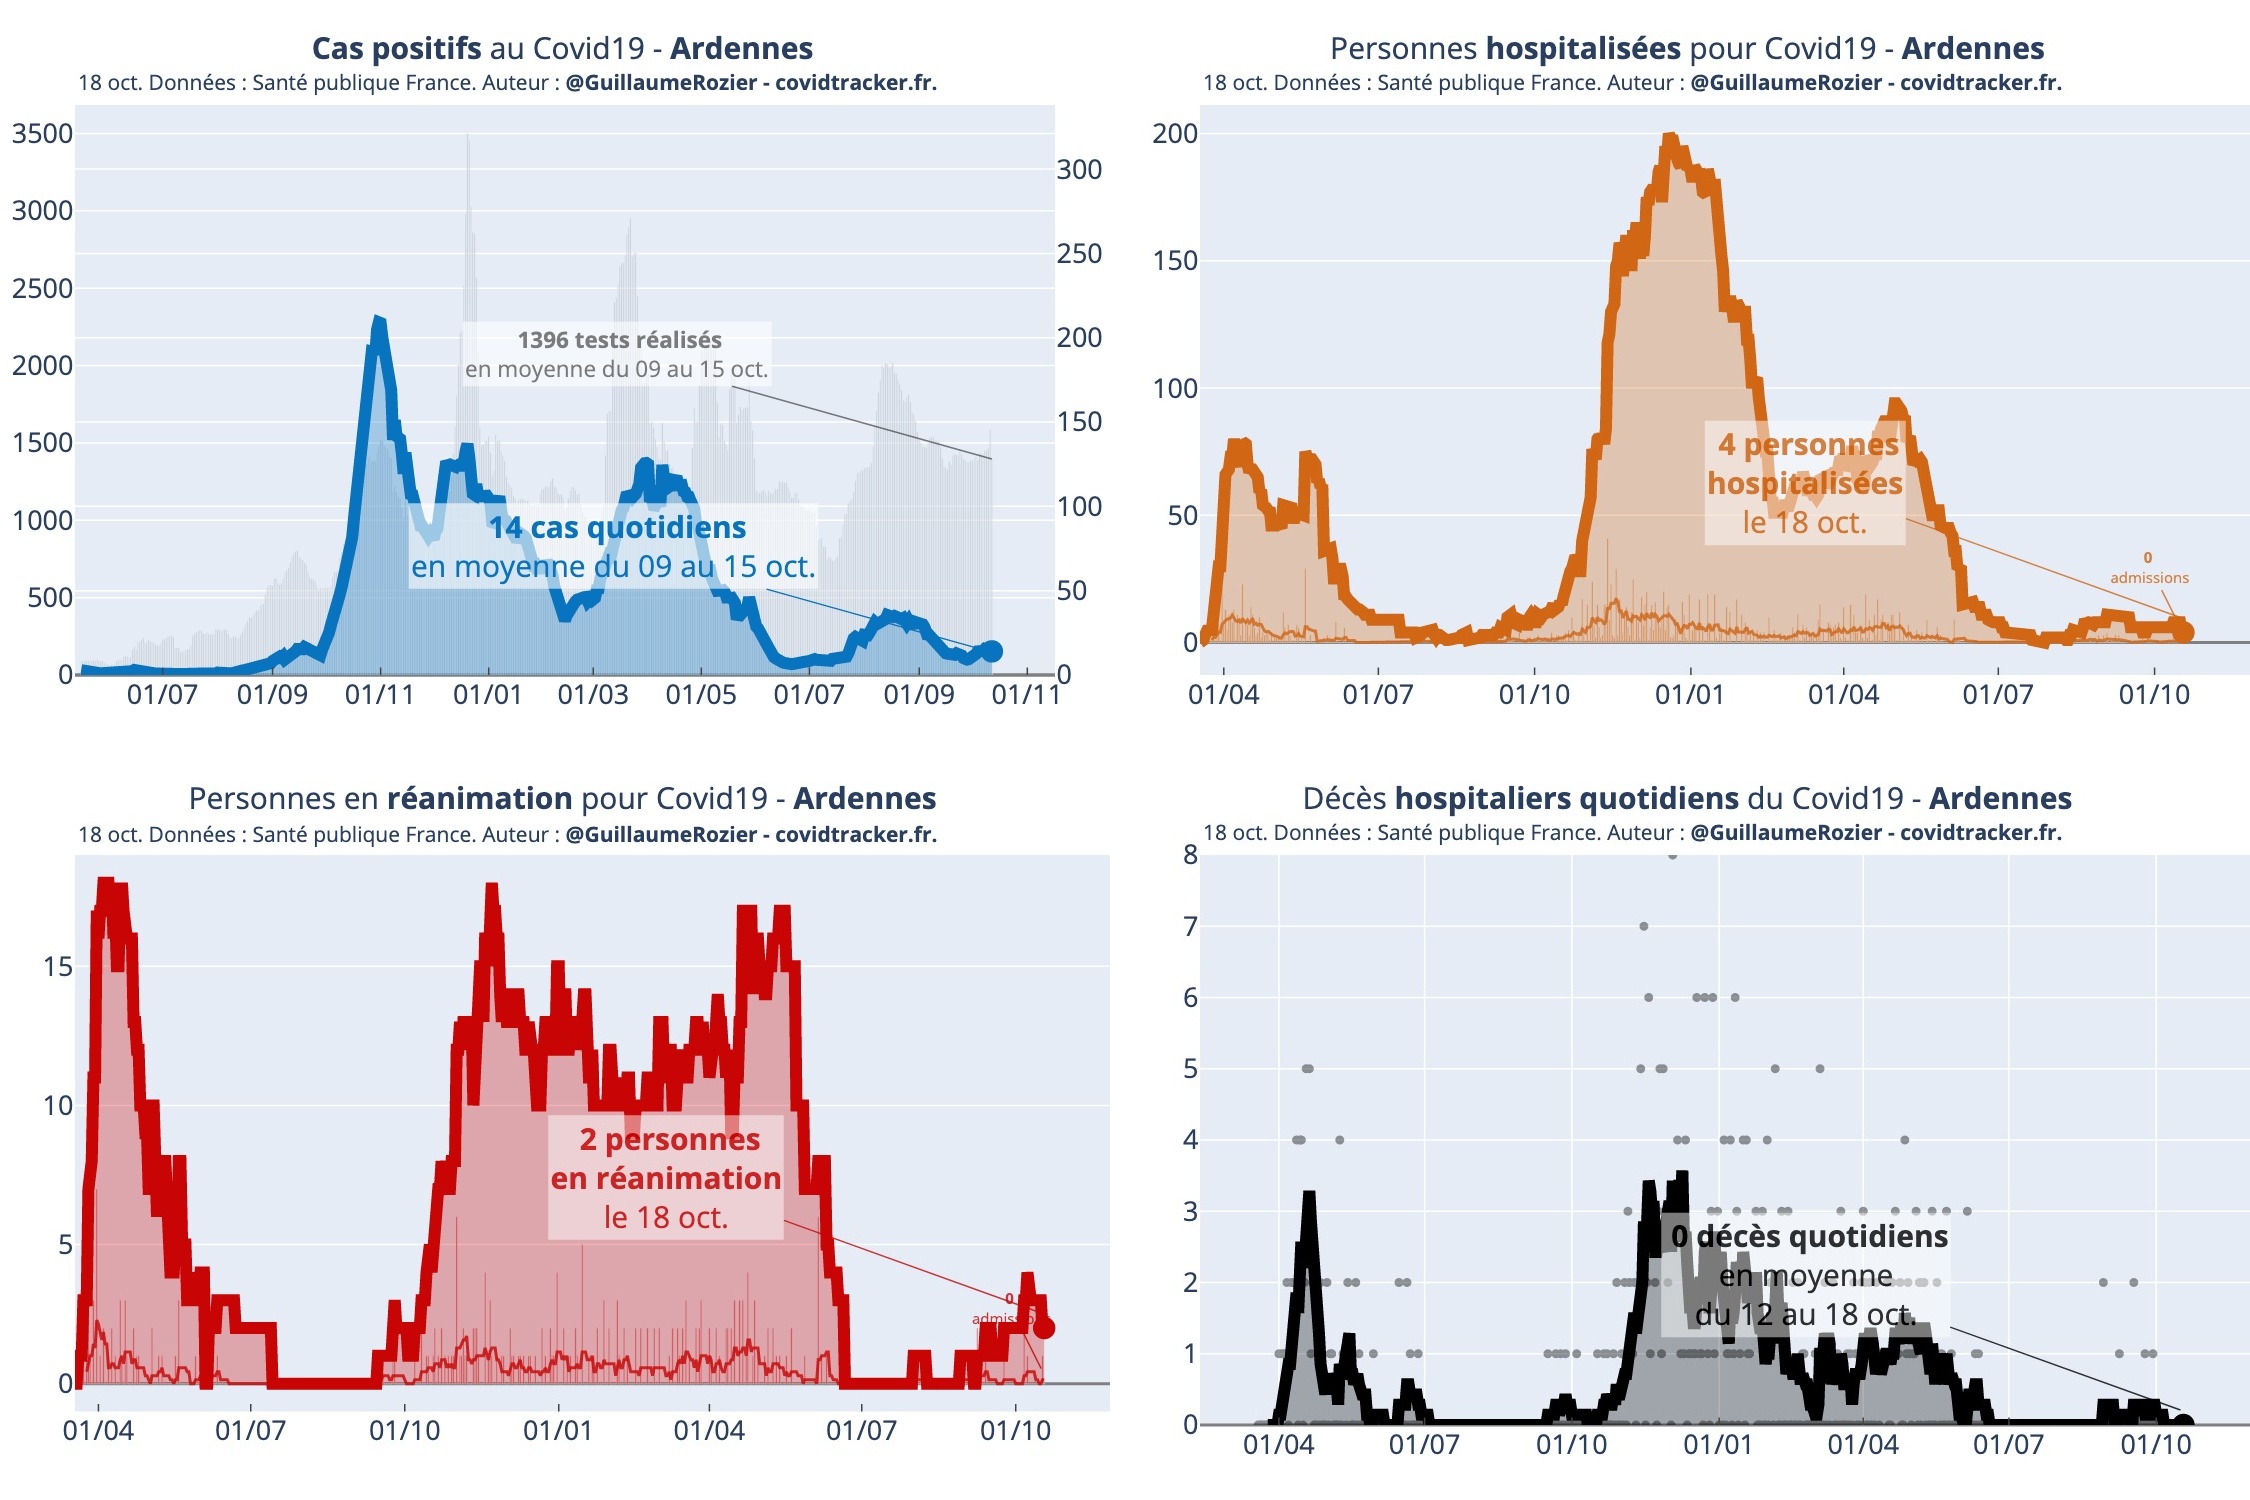 Cas positifs au Covid19 - Ardennes
18 oct. Données : Santé publique France. Auteur : @GuillaumeRozier - covidtracker.fr.
3500
3000
2500
2000
1500
1000
500
0
300
250
200
150
100
50
0
1396 tests réalisés
en moyenne du 09 au 15 oct.
14 cas quotidiens
en moyenne du 09 au 15 oct.
01/07 01/09 01/11 01/01 01/03 01/05 01/07 01/09 01/11
Personnes hospitalisées pour Covid19 - Ardennes
18 oct. Données : Santé publique France. Auteur : @GuillaumeRozier - covidtracker.fr.
200
150
100
50
0
4 personnes
hospitalisées
le 18 oct.
0
admissions
01/04 01/07 01/10 01/01 01/04 01/07 01/10
Personnes en réanimation pour Covid19 - Ardennes
18 oct. Données : Santé publique France. Auteur : @GuillaumeRozier - covidtracker.fr.
15
10
5
0
2 personnes
en réanimation
le 18 oct.
0
01/04 01/07 01/10 01/01 01/04 01/07 01/10
Décès hospitaliers quotidiens du Covid19 - Ardennes
18 oct. Données : Santé publique France. Auteur : @GuillaumeRozier - covidtracker.fr.
8
7
6
5
4
3
2
1
0
0 décès quotidiens
en moyenne
du 12 au 18 oct.
01/04 01/07 01/10 01/01 01/04 01/07 01/10